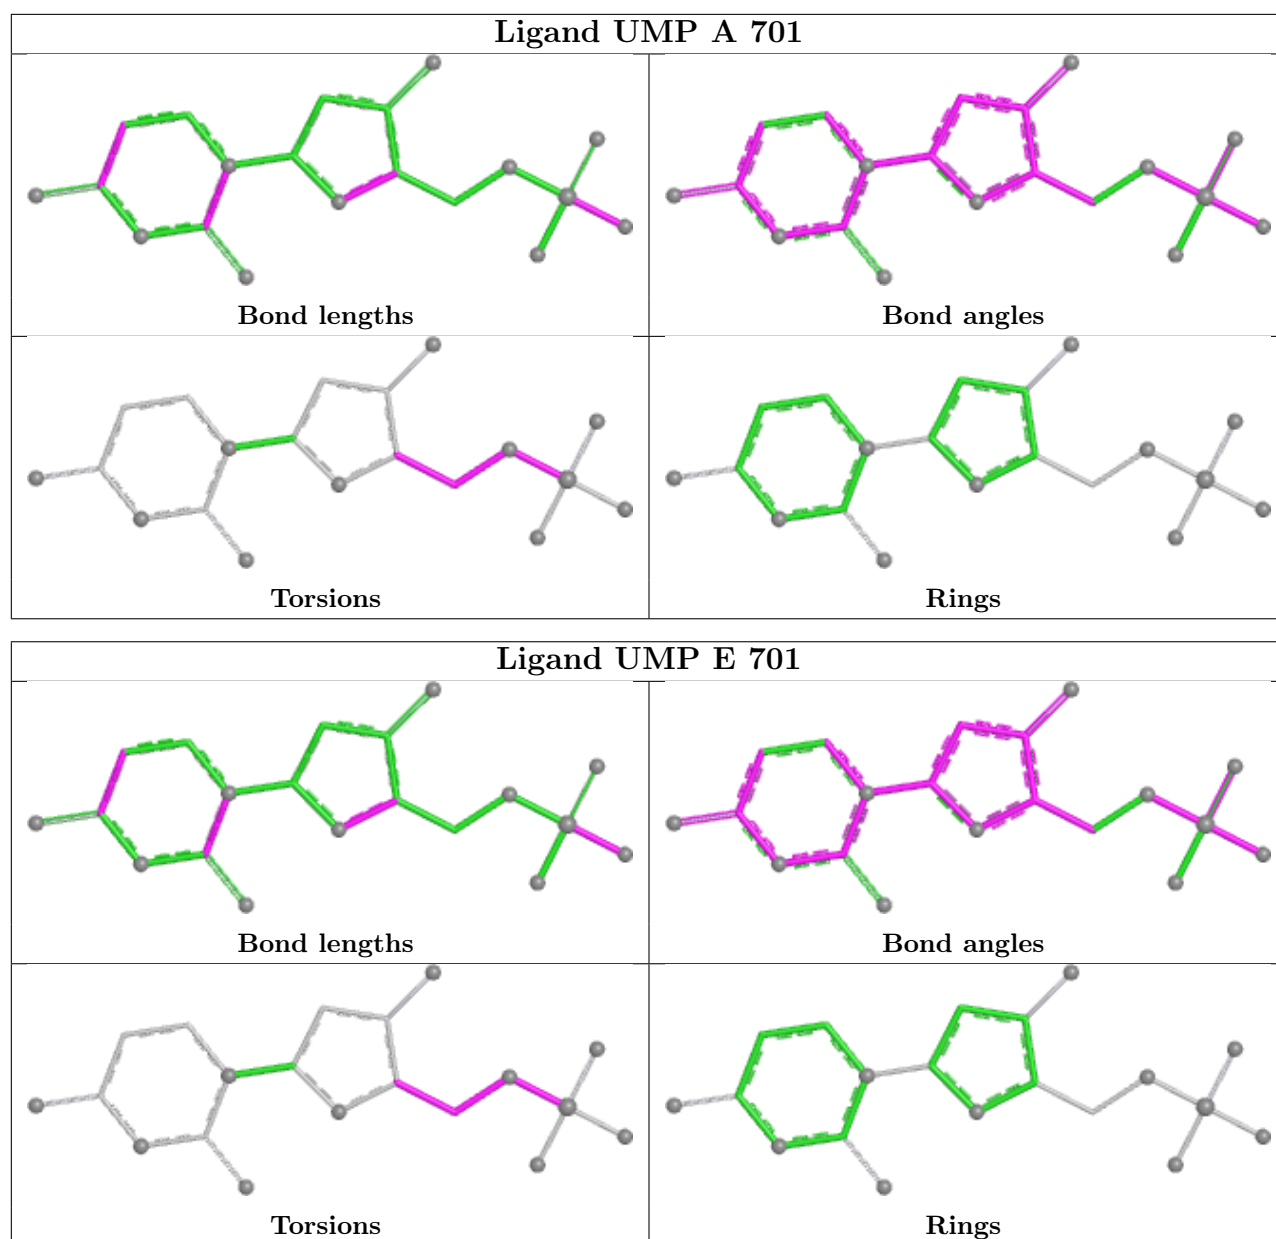 Ligand UMP A 701
Bond lengths
Bond angles
Torsions
Rings
Ligand UMP E 701
Bond lengths
Bond angles
Torsions
Rings